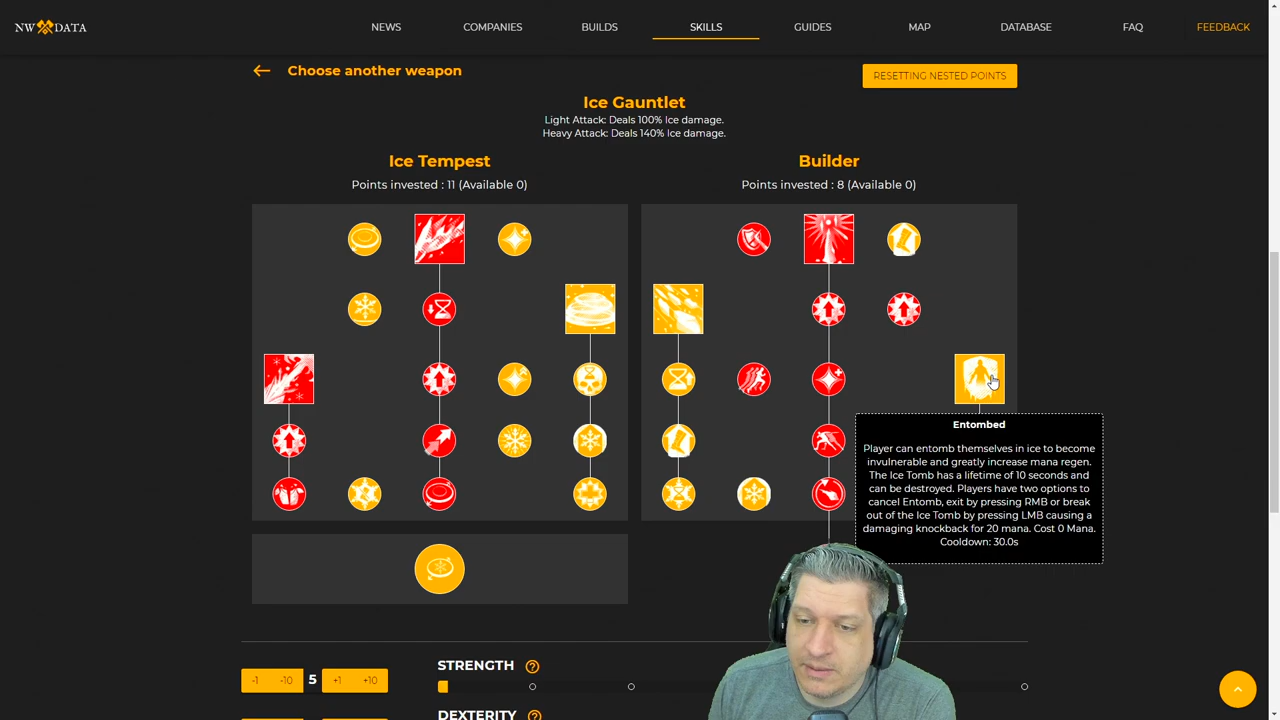 NW DATA
NEWS
COMPANIES
BUILDS
SKILLS
GUIDES
MAP
DATABASE
FAQ
FEEDBACK
Choose another weapon
RESETTING NESTED POINTS
Ice Gauntlet
Light Attack: Deals 100% Ice damage.
Heavy Attack: Deals 140% Ice damage.
Ice Tempest
Points invested : 11 (Available 0)
Builder
Points invested : 8 (Available 0)
Entombed
Player can entomb themselves in ice to become
invulnerable and greatly increase mana regen.
The Ice Tomb has a lifetime of 10 seconds and
can be destroyed. Players have two options to
cancel Entomb, exit by pressing RMB or break
out of the Ice Tomb by pressing LMB causing a
damaging knockback for 20 mana. Cost 0 Mana.
Cooldown: 30.0s
-1 -10 5 +1 +10
STRENGTH ?
DEXTERITY ?